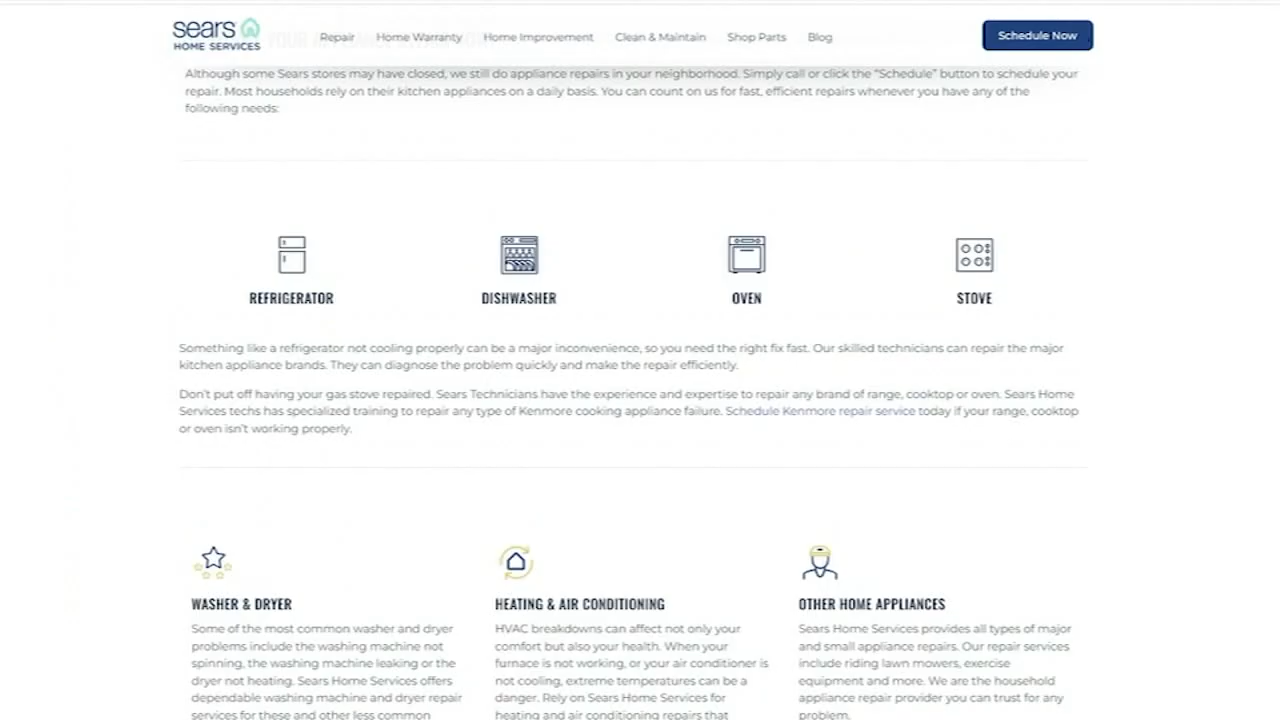 sears
HOME SERVICES
Repair Home Warranty Home Improvement Clean & Maintain Shop Parts Blog
Schedule Now
Although some Sears stores may have closed, we still do appliance repairs in your neighborhood. Simply call or click the "Schedule" button to schedule your
repair. Most households rely on their kitchen appliances on a daily basis. You can count on us for fast, efficient repairs whenever you have any of the
following needs:
REFRIGERATOR DISHWASHER OVEN STOVE
Something like a refrigerator not cooling properly can be a major inconvenience, so you need the right fix fast. Our skilled technicians can repair the major
kitchen appliance brands. They can diagnose the problem quickly and make the repair efficiently.
Don't put off having your gas stove repaired. Sears Technicians have the experience and expertise to repair any brand of range, cooktop or oven. Sears Home
Services techs has specialized training to repair any type of Kenmore cooking appliance failure. Schedule Kenmore repair service today if your range, cooktop
or oven isn't working properly.
WASHER & DRYER
Some of the most common washer and dryer
problems include the washing machine not
spinning, the washing machine leaking or the
dryer not heating. Sears Home Services offers
dependable washing machine and dryer repair
services for these and other less common
HEATING & AIR CONDITIONING
HVAC breakdowns can affect not only your
comfort but also your health. When your
furnace is not working, or your air conditioner is
not cooling, extreme temperatures can be a
danger. Rely on Sears Home Services for
heating and air conditioning repairs that
OTHER HOME APPLIANCES
Sears Home Services provides all types of major
and small appliance repairs. Our repair services
include riding lawn mowers, exercise
equipment and more. We are the household
appliance repair provider you can trust for any
problem.